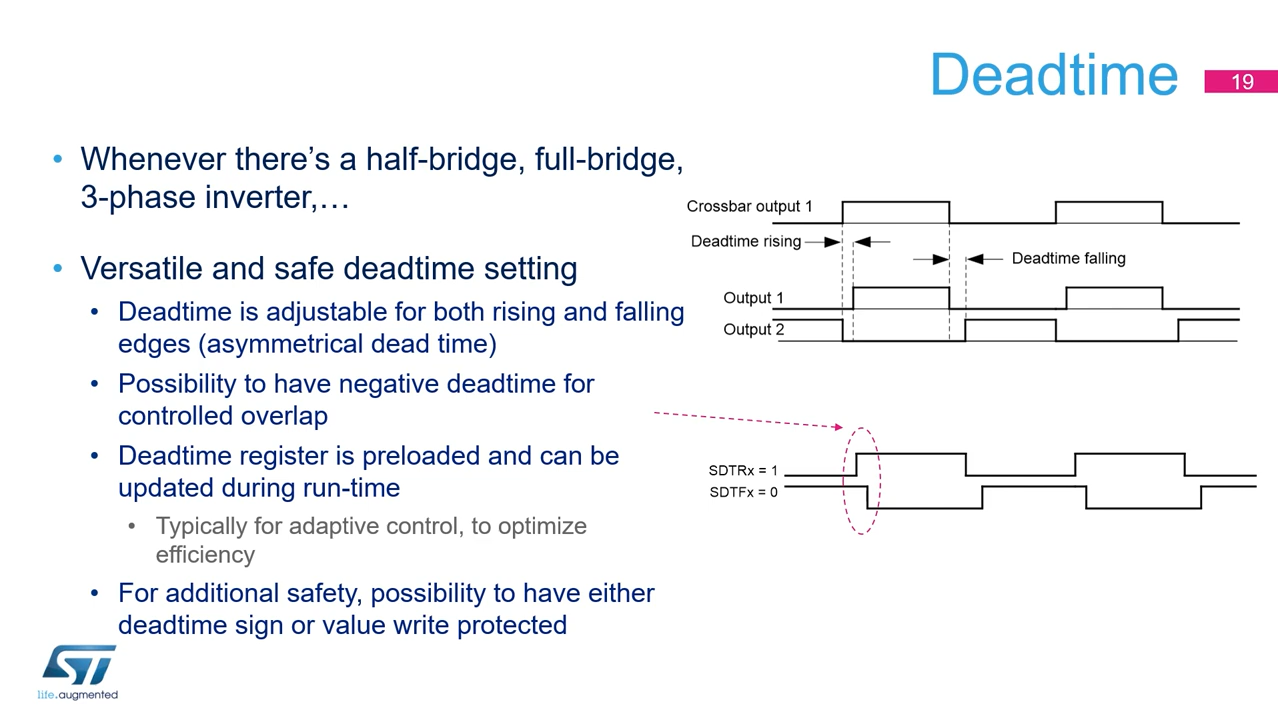 Deadtime
19
• Whenever there's a half-bridge, full-bridge,
3-phase inverter,…
• Versatile and safe deadtime setting
• Deadtime is adjustable for both rising and falling
edges (asymmetrical dead time)
• Possibility to have negative deadtime for
controlled overlap
• Deadtime register is preloaded and can be
updated during run-time
• Typically for adaptive control, to optimize
efficiency
• For additional safety, possibility to have either
deadtime sign or value write protected
Crossbar output 1
Deadtime rising
Deadtime falling
Output 1
Output 2
SDTRx = 1
SDTFx = 0
ST
life.augmented